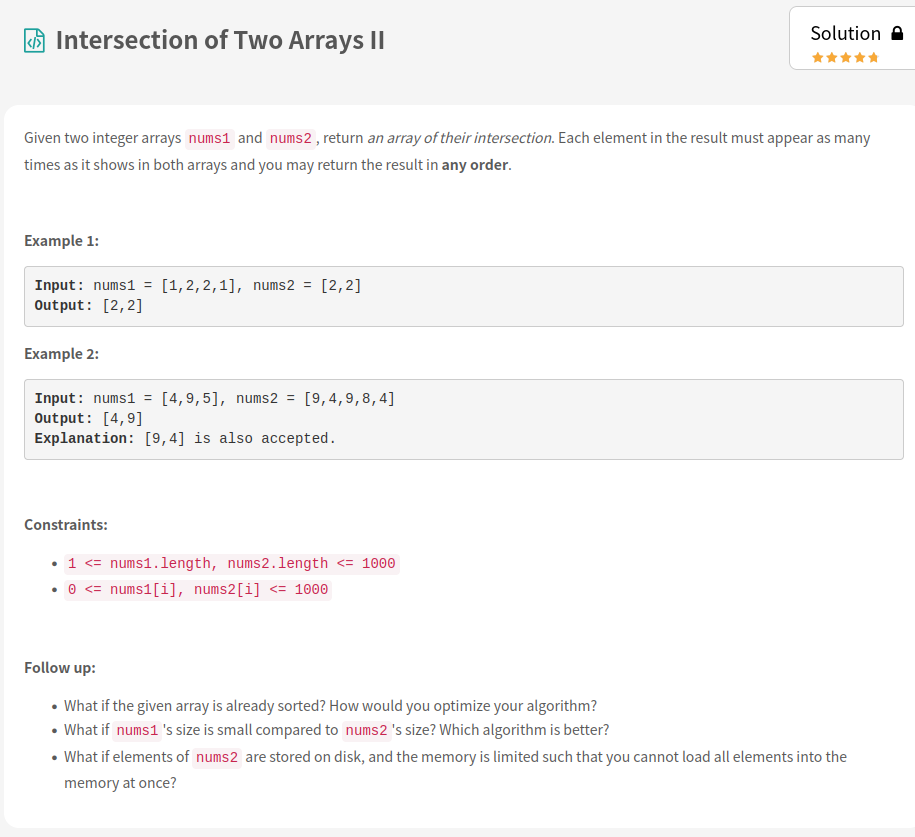 Intersection of Two Arrays II
Solution
Given two integer arrays nums1 and nums2 , return an array of their intersection. Each element in the result must appear as many
times as it shows in both arrays and you may return the result in any order.
Example 1:
Input: nums1 = [1,2,2,1], nums2 = [2,2]
Output: [2,2]
Example 2:
Input: nums1 = [4,9,5], nums2 = [9,4,9,8,4]
Output: [4,9]
Explanation: [9,4] is also accepted.
Constraints:
• 1 <= nums1.length, nums2.length <= 1000
• 0 <= nums1[i], nums2[i] <= 1000
Follow up:
• What if the given array is already sorted? How would you optimize your algorithm?
• What if nums1 's size is small compared to nums2 's size? Which algorithm is better?
• What if elements of nums2 are stored on disk, and the memory is limited such that you cannot load all elements into the
memory at once?